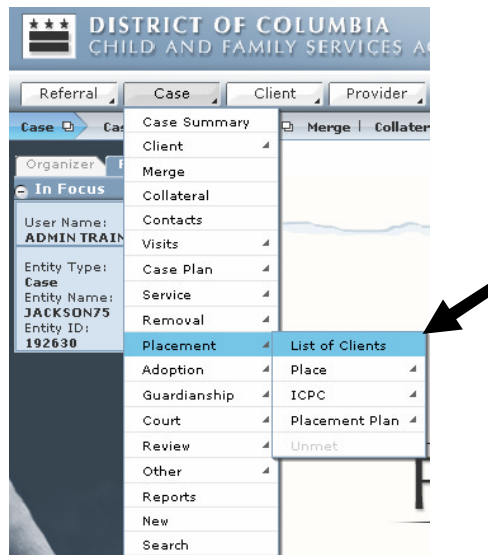 DISTRICT OF COLUMBIA
CHILD AND FAMILY SERVICES
Referral Case Client Provider
Case Merge | Collater
Organizer
In Focus
User Name:
ADMIN TRAIN
Entity Type:
Case
Entity Name:
JACKSON75
Entity ID:
192630
Case Summary
Client
Merge
Collateral
Contacts
Visits
Case Plan
Service
Removal
Placement
Adoption
Guardianship
Court
Review
Other
Reports
New
Search
List of Clients
Place
ICPC
Placement Plan
Unmet